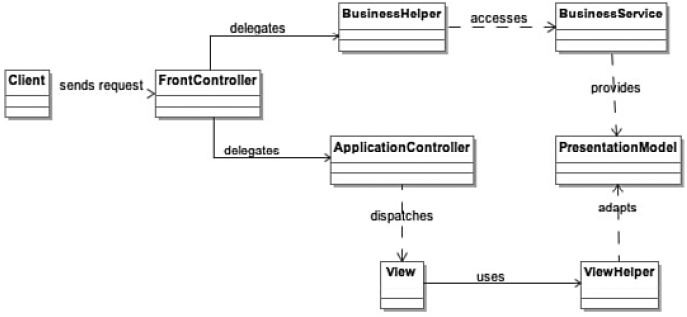 BusinessHelper
accesses
BusinessService
delegates
Client
sends request
FrontController
provides
delegates
ApplicationController
PresentationModel
dispatches
adapts
View
uses
ViewHelper